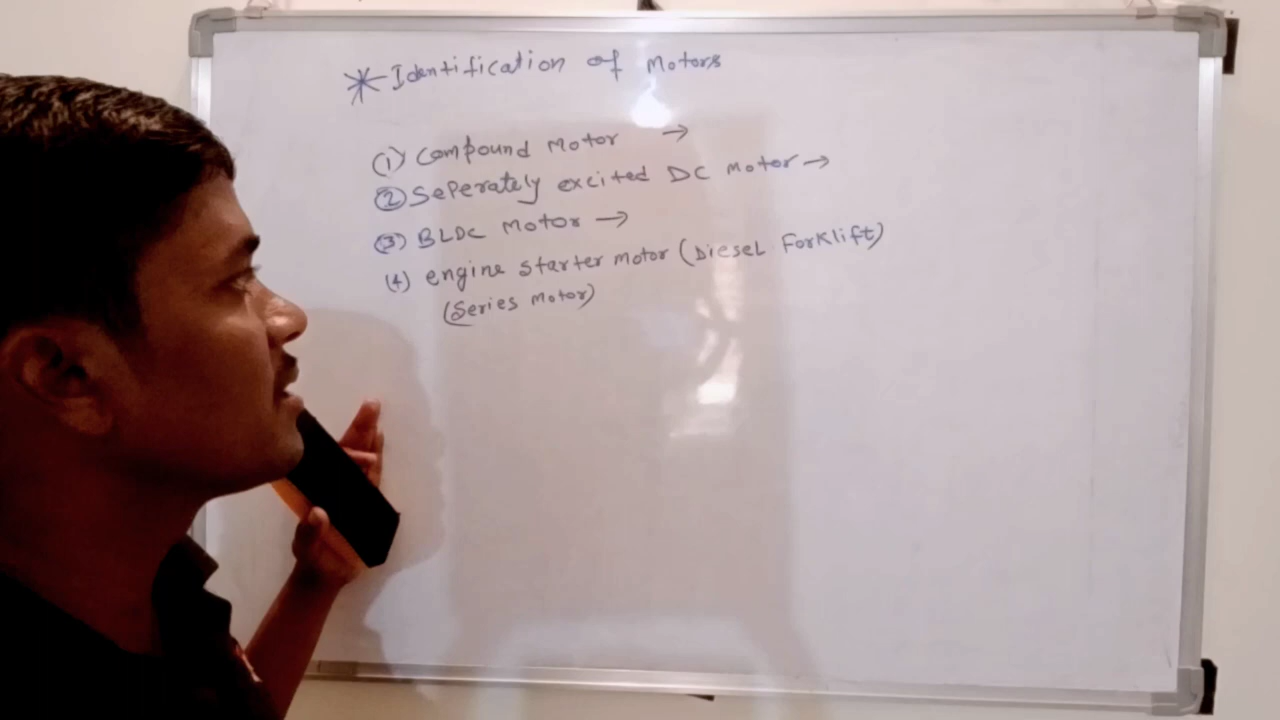 * Identification of Motors
(1) Compound Motor →
(2) Seperately excited DC Motor →
(3) BLDC Motor →
(4) engine starter motor (Diesel Forklift)
(Series Motor)